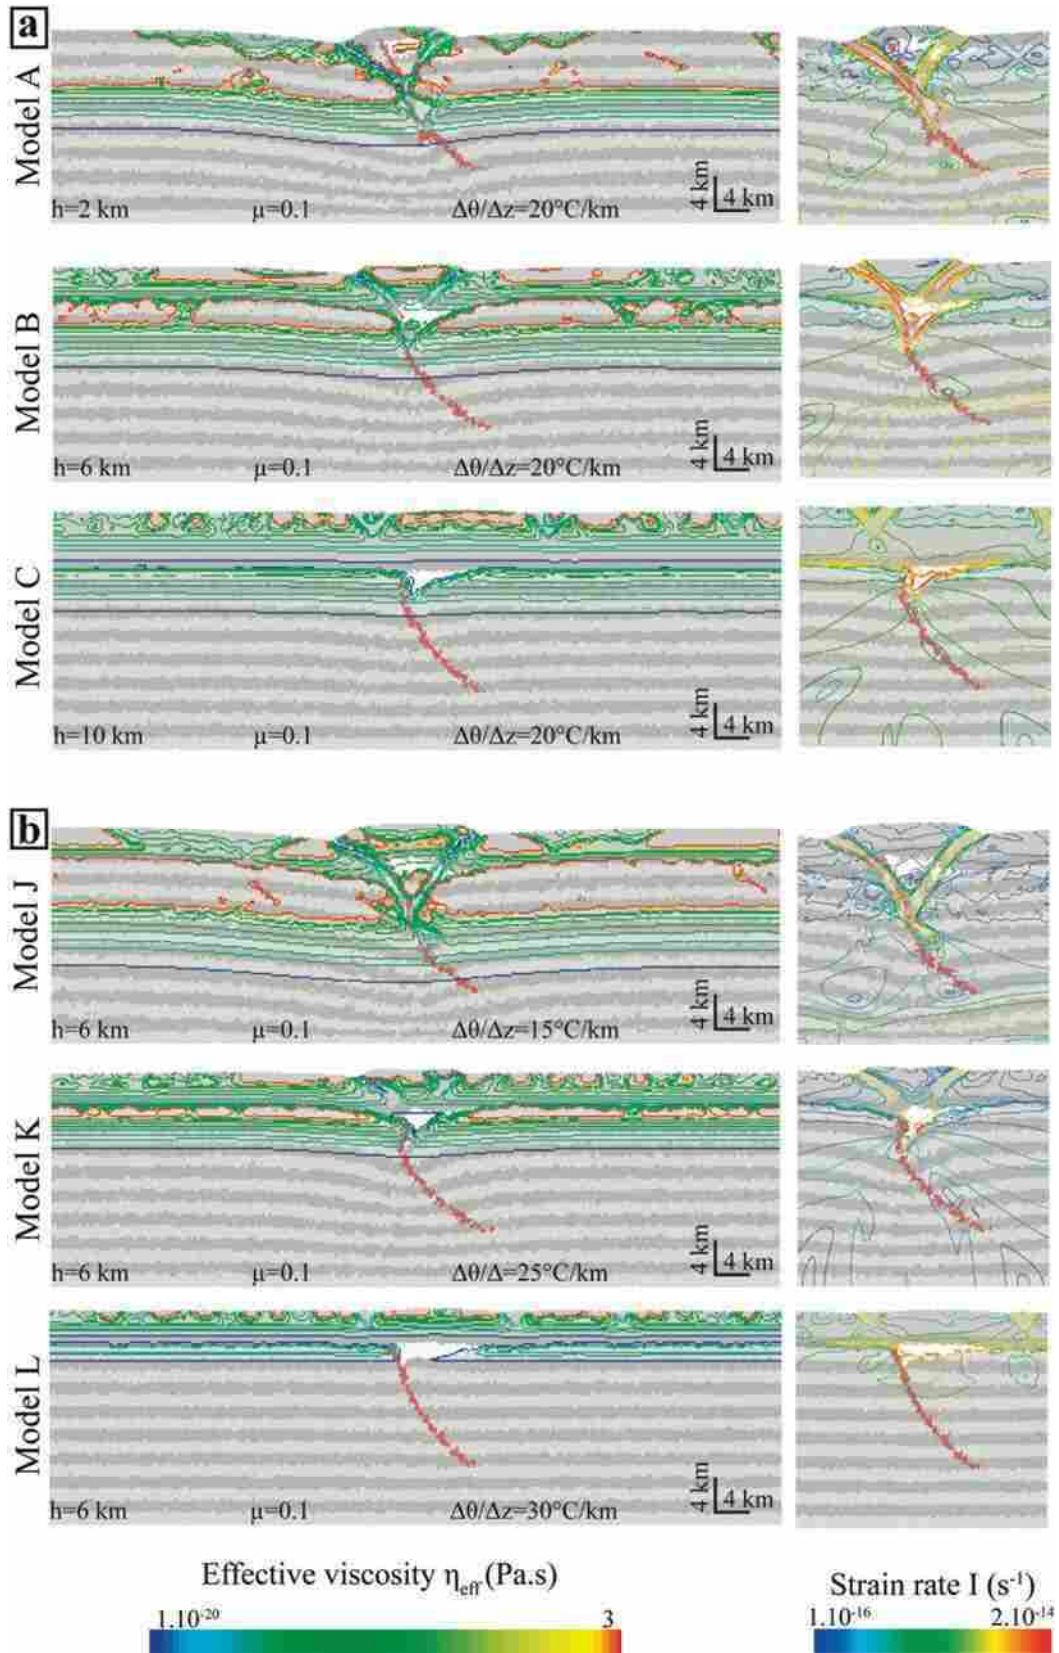 a
Model A
h=2 km μ=0.1 Δθ/Δz=20°C/km 4 km 4 km
Model B
h=6 km μ=0.1 Δθ/Δz=20°C/km 4 km 4 km
Model C
h=10 km μ=0.1 Δθ/Δz=20°C/km 4 km 4 km
b
Model J
h=6 km μ=0.1 Δθ/Δz=15°C/km 4 km 4 km
Model K
h=6 km μ=0.1 Δθ/Δ=25°C/km 4 km 4 km
Model L
h=6 km μ=0.1 Δθ/Δz=30°C/km 4 km 4 km
Effective viscosity ηeff (Pa.s)
1.10-20 3
Strain rate I (s-1)
1.10-16 2.10-14